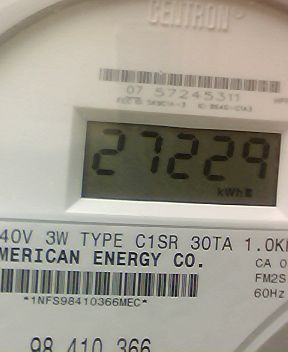 CENTRON®
07 57245311
27229
kWh
40V 3W TYPE C1SR 30TA 1.0K
MERICAN ENERGY CO.
CA 0
FM2S
*1NFS98410366MEC*
60Hz
98 410 366